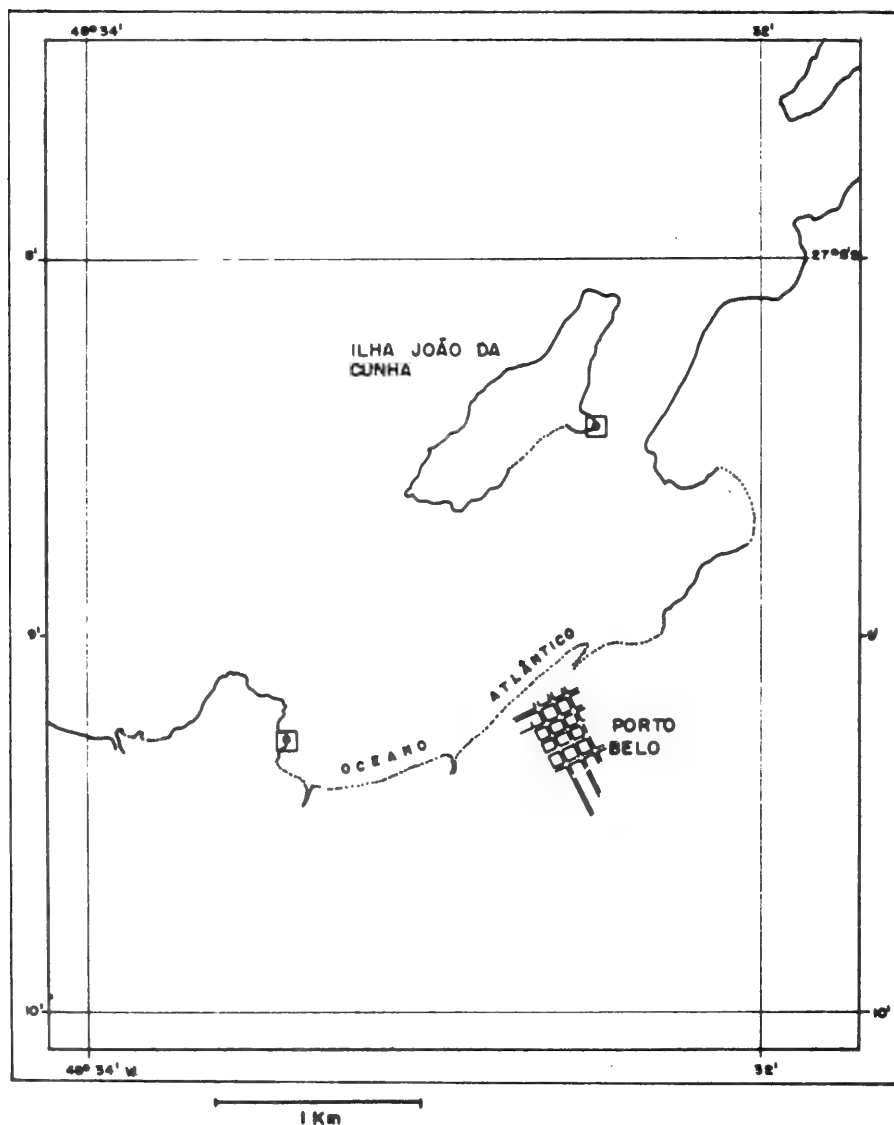 48° 34'
32'
8'
27°8'S
ILHA JOÃO DA
CUNHA
9'
9'
OCEANO ATLÂNTICO
PORTO
BELO
10'
10'
48° 34' W.
32'
1 Km